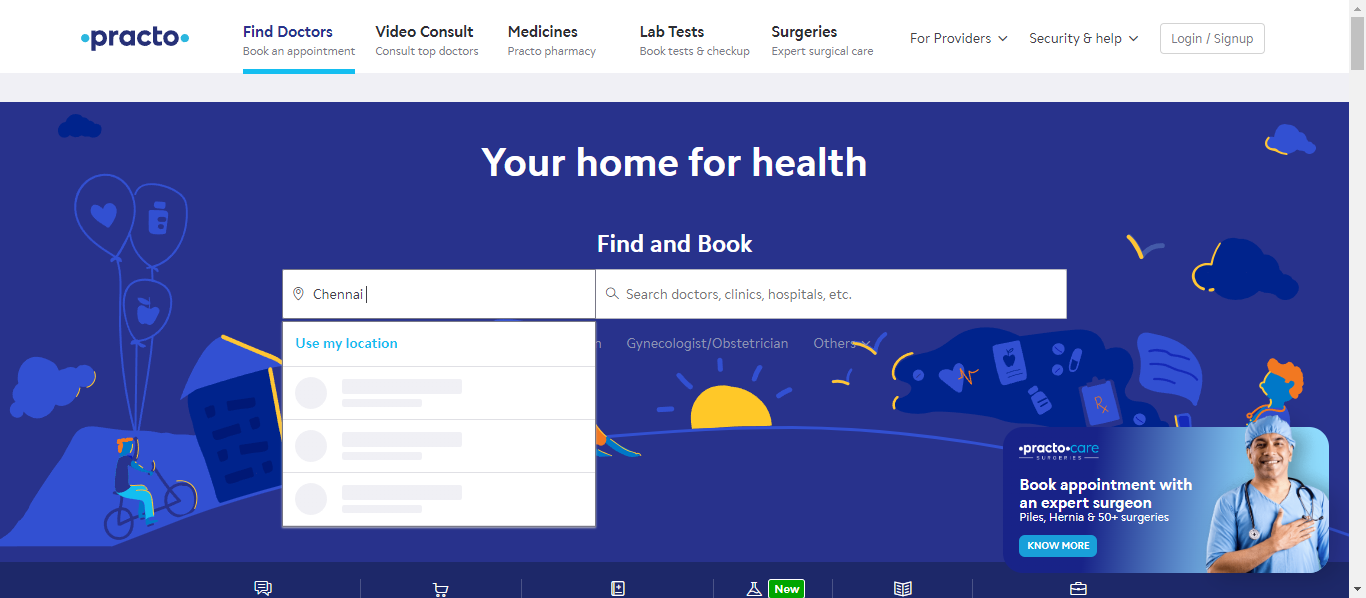 practo
Find Doctors
Book an appointment
Video Consult
Consult top doctors
Medicines
Practo pharmacy
Lab Tests
Book tests & checkup
Surgeries
Expert surgical care
For Providers
Security & help
Login / Signup
Your home for health
Find and Book
Chennai
Search doctors, clinics, hospitals, etc.
Use my location
Gynecologist/Obstetrician
Others
Rx
practo care
SURGERIES
Book appointment with
an expert surgeon
Piles, Hernia & 50+ surgeries
KNOW MORE
New